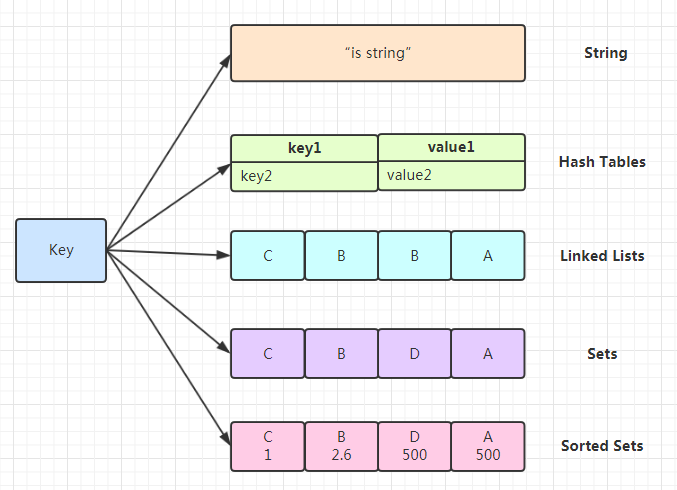 “is string”
String
key1 value1
key2 value2
Hash Tables
Key
C B B A
Linked Lists
C B D A
Sets
C B D A
1 2.6 500 500
Sorted Sets